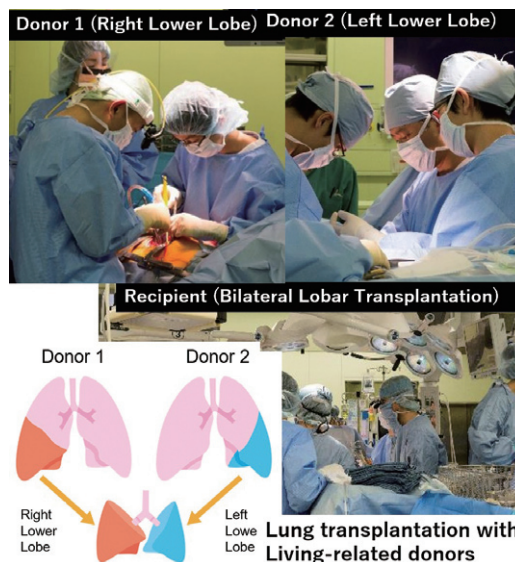 Donor 1 (Right Lower Lobe)
Donor 2 (Left Lower Lobe)
Recipient (Bilateral Lobar Transplantation)
Donor 1
Donor 2
Right
Lower
Lobe
Left
Lowe
Lobe
Lung transplantation with
Living-related donors